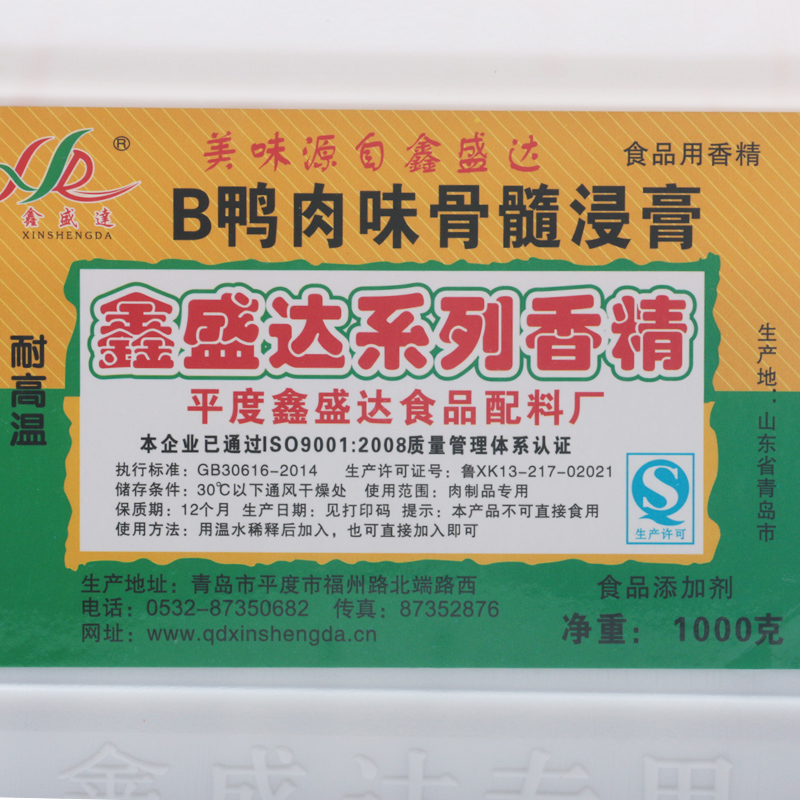 ®
鑫盛達
XINSHENGDA
美味源自鑫盛达
食品用香精
B鸭肉味骨髓浸膏
耐高温
鑫盛达系列香精
平度鑫盛达食品配料厂
本企业已通过ISO9001:2008质量管理体系认证
执行标准：GB30616-2014 生产许可证号：鲁XK13-217-02021
储存条件：30℃以下通风干燥处 使用范围：肉制品专用
保质期：12个月 生产日期：见打印码 提示：本产品不可直接食用
使用方法：用温水稀释后加入，也可直接加入即可
生产许可
生产地：山东省青岛市
生产地址：青岛市平度市福州路北端路西
电话：0532-87350682 传真：87352876
网址：www.qdxinshengda.cn
食品添加剂
净重：1000克
鑫盛达专用